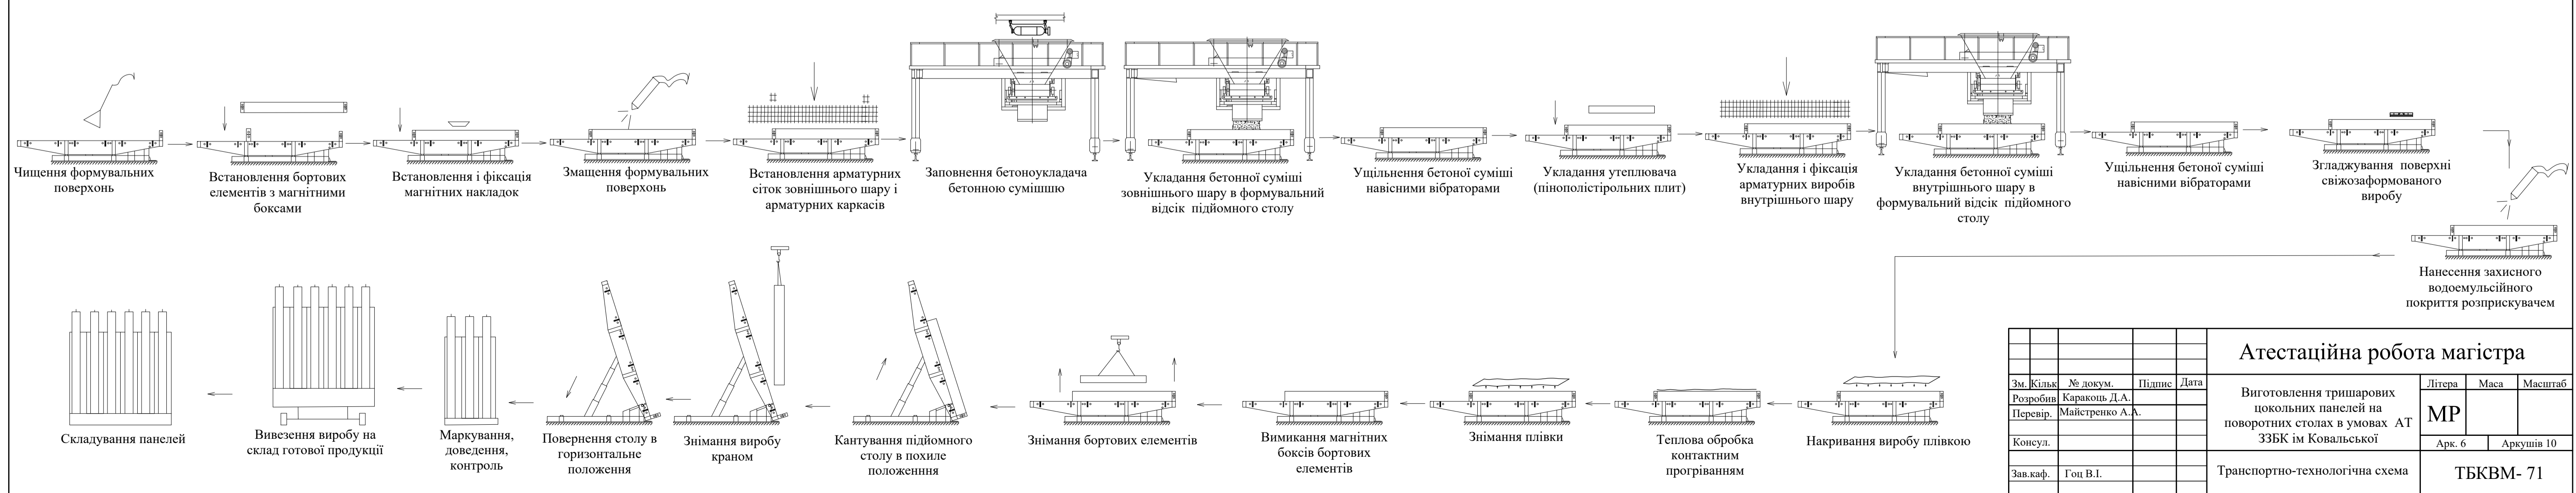 Чищення формувальних
поверхонь
Встановлення бортових
елементів з магнітними
боксами
Встановлення і фіксація
магнітних накладок
Змащення формувальних
поверхонь
Встановлення арматурних
сіток зовнішнього шару і
арматурних каркасів
Заповнення бетоноукладача
бетонною сумішшю
Укладання бетонної суміші
зовнішнього шару в формувальний
відсік підйомного столу
Ущільнення бетоної суміші
навісними вібраторами
Укладання утеплювача
(пінополістірольних плит)
Укладання і фіксація
арматурних виробів
внутрішнього шару
Укладання бетонної суміші
внутрішнього шару в
формувальний відсік підйомного
столу
Ущільнення бетоної суміші
навісними вібраторами
Згладжування поверхні
свіжозаформованого
виробу
Нанесення захисного
водоемульсійного
покриття розприскувачем
Складування панелей
Вивезення виробу на
склад готової продукції
Маркування,
доведення,
контроль
Повернення столу в
горизонтальне
положення
Знімання виробу
краном
Кантування підйомного
столу в похиле
положенння
Знімання бортових елементів
Вимикання магнітних
боксів бортових
елементів
Знімання плівки
Теплова обробка
контактним
прогріванням
Накривання виробу плівкою
Атестаційна робота магістра
Зм. Кільк № докум. Підпис Дата
Розробив Каракоць Д.А.
Перевір. Майстренко А.А.
Консул.
Зав.каф. Гоц В.І.
Виготовлення тришарових
цокольних панелей на
поворотних столах в умовах АТ
ЗЗБК ім Ковальської
Літера Маса Масштаб
МР
Арк. 6 Аркушів 10
Транспортно-технологічна схема
ТБКВМ- 71